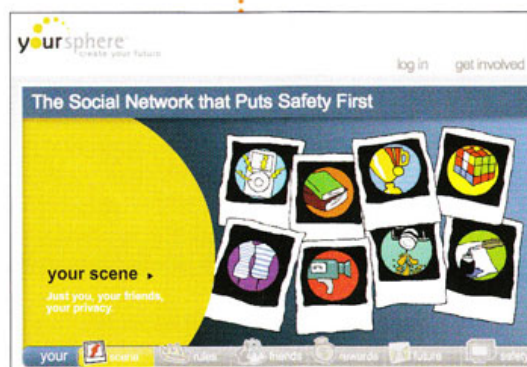 yoursphere
create your future
log in get involved
The Social Network that Puts Safety First
your scene
Just you, your friends,
your privacy.
your scene rules friends rewards future safety